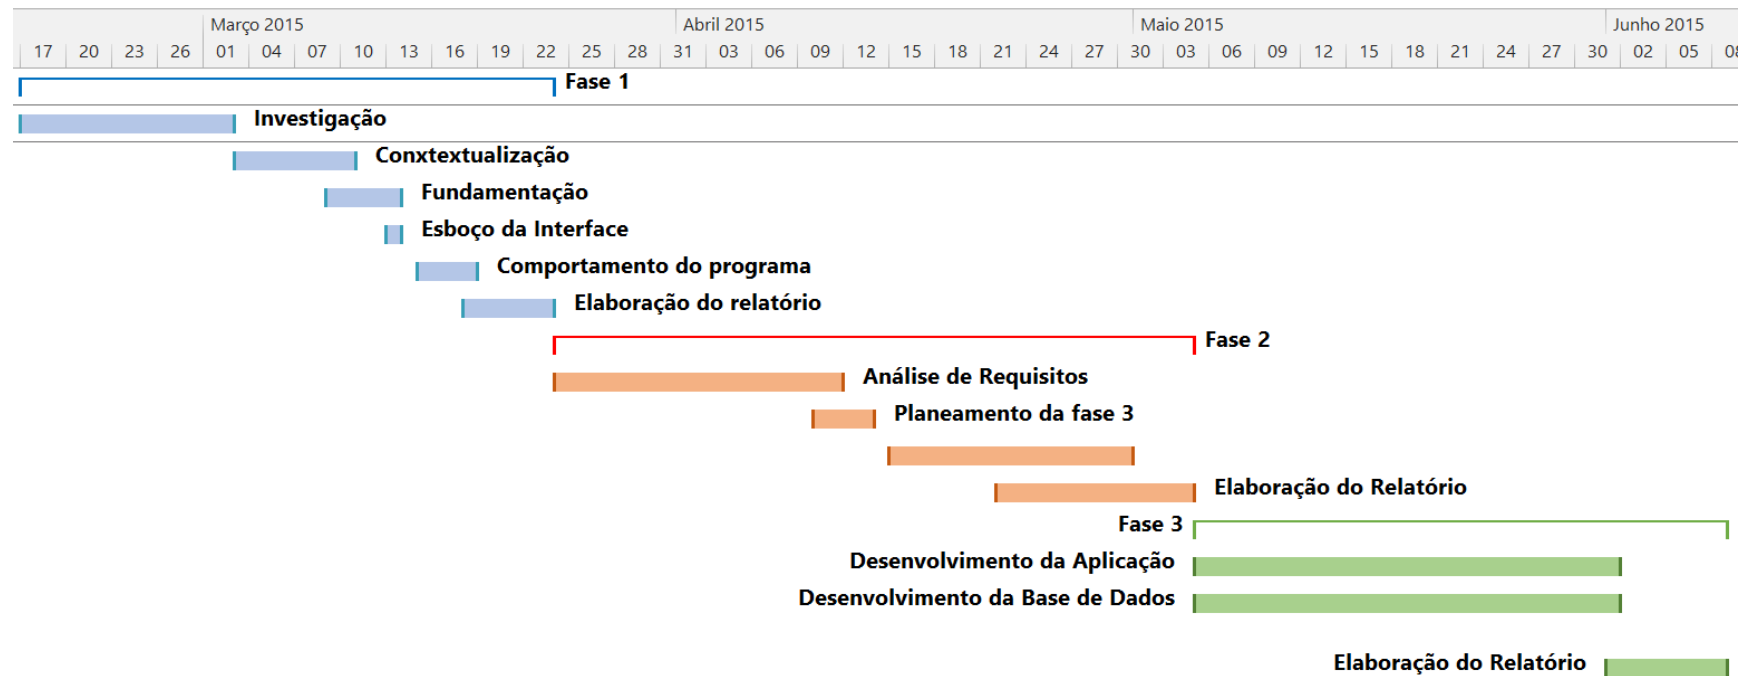 Março 2015 Abril 2015 Maio 2015 Junho 2015
17 20 23 26 01 04 07 10 13 16 19 22 25 28 31 03 06 09 12 15 18 21 24 27 30 03 06 09 12 15 18 21 24 27 30 02 05 08
Fase 1
Investigação
Conxtextualização
Fundamentação
Esboço da Interface
Comportamento do programa
Elaboração do relatório
Fase 2
Análise de Requisitos
Planeamento da fase 3
Elaboração do Relatório
Fase 3
Desenvolvimento da Aplicação
Desenvolvimento da Base de Dados
Elaboração do Relatório